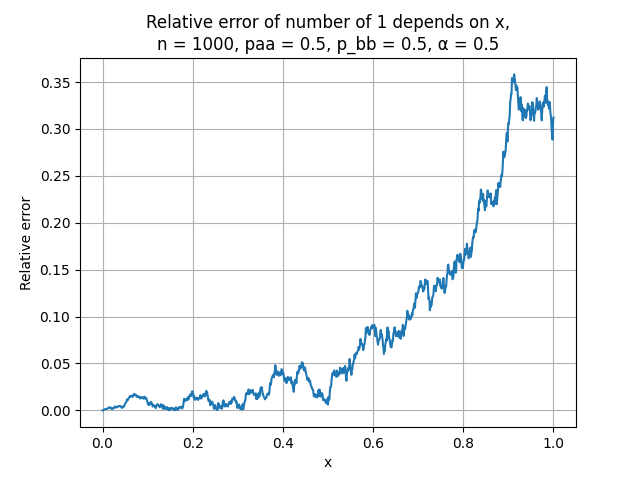 Relative error of number of 1 depends on x,
n = 1000, paa = 0.5, p_bb = 0.5, α = 0.5
0.35
0.30
0.25
0.20
0.15
0.10
0.05
0.00
Relative error
0.0 0.2 0.4 0.6 0.8 1.0
x